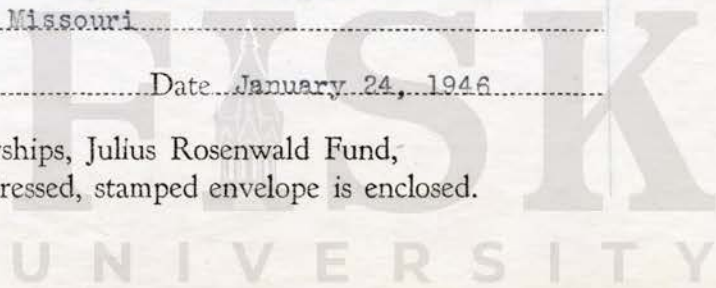 Missouri
Date January 24, 1946
ships, Julius Rosenwald Fund,
ressed, stamped envelope is enclosed.
FISK
UNIVERSITY